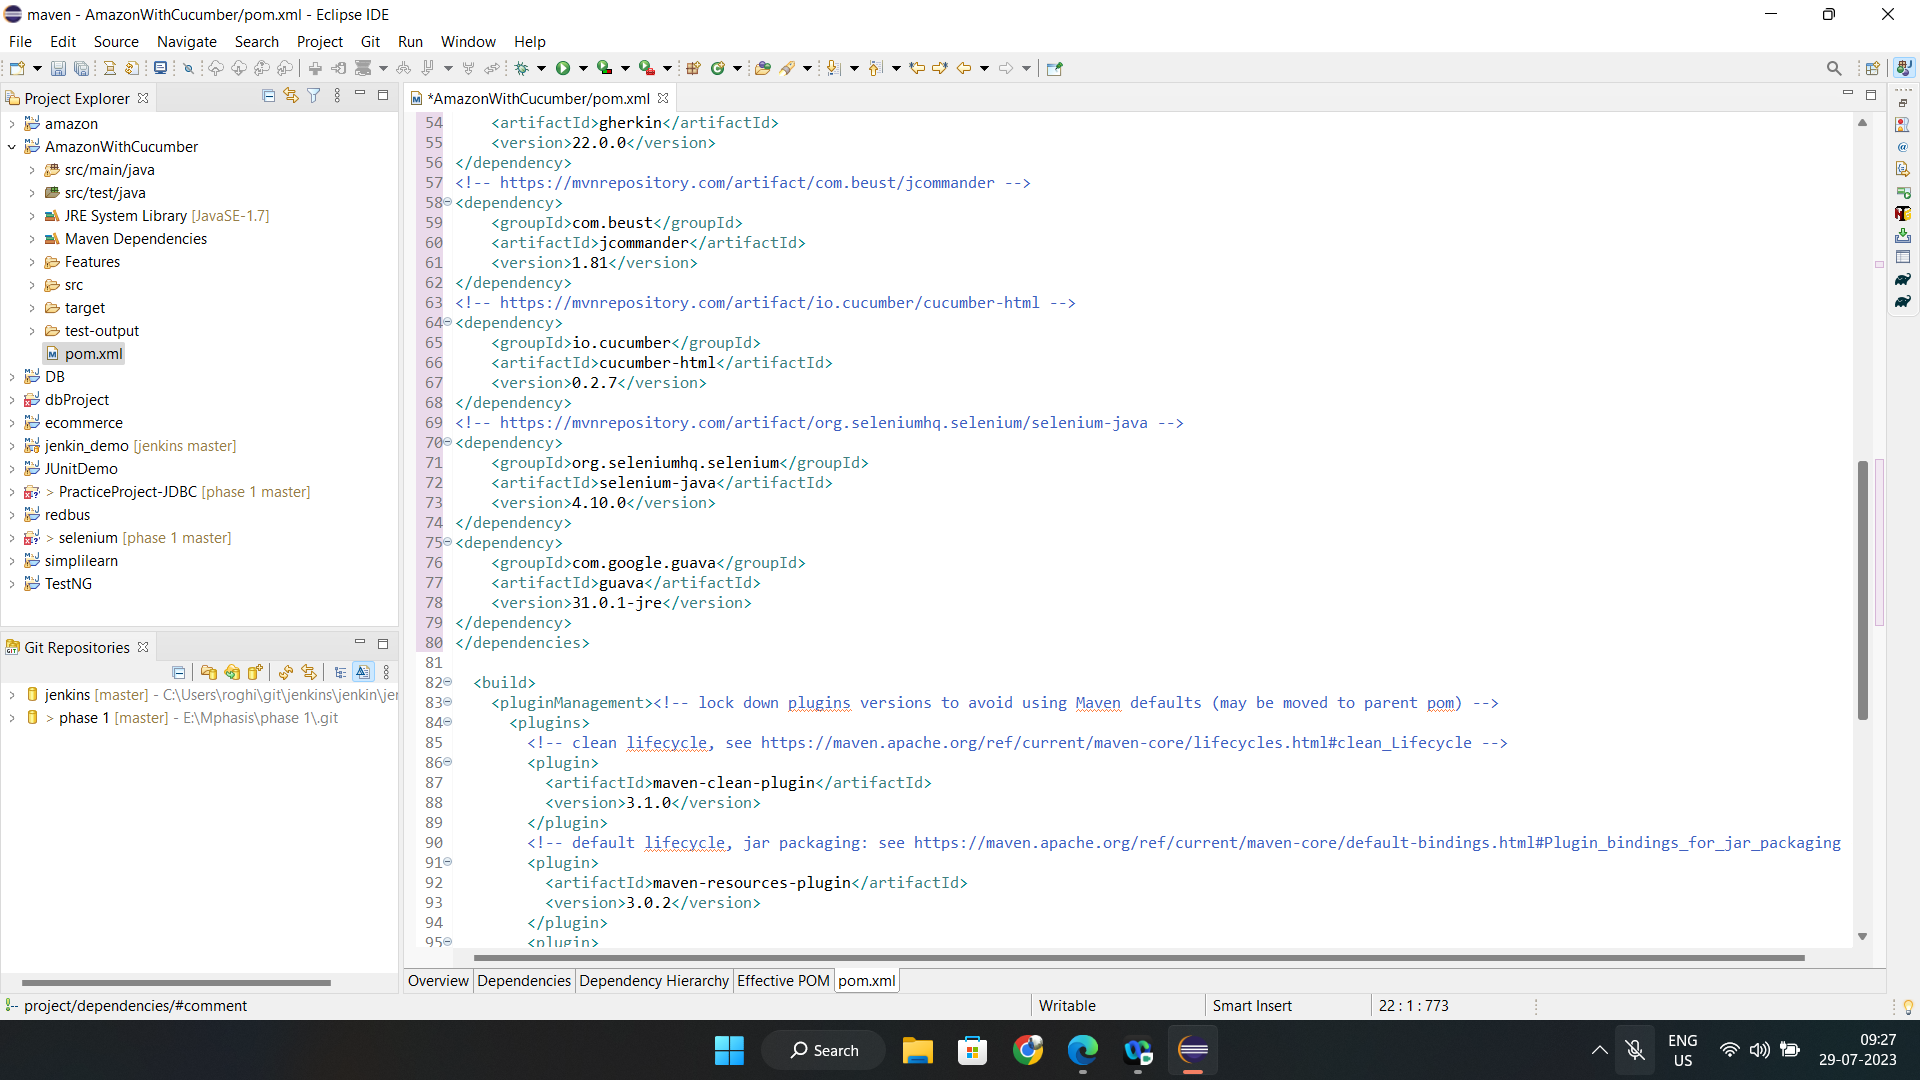 maven - AmazonWithCucumber/pom.xml - Eclipse IDE
File Edit Source Navigate Search Project Git Run Window Help
Project Explorer
amazon
AmazonWithCucumber
src/main/java
src/test/java
JRE System Library [JavaSE-1.7]
Maven Dependencies
Features
src
target
test-output
pom.xml
DB
dbProject
ecommerce
jenkin_demo [jenkins master]
JUnitDemo
> PracticeProject-JDBC [phase 1 master]
redbus
> selenium [phase 1 master]
simplilearn
TestNG
Git Repositories
jenkins [master] - C:\Users\roghi\git\jenkins\jenkin\jer
> phase 1 [master] - E:\Mphasis\phase 1\.git
*AmazonWithCucumber/pom.xml
54 <artifactId>gherkin</artifactId>
55 <version>22.0.0</version>
56 </dependency>
57 <!-- https://mvnrepository.com/artifact/com.beust/jcommander -->
58 <dependency>
59 <groupId>com.beust</groupId>
60 <artifactId>jcommander</artifactId>
61 <version>1.81</version>
62 </dependency>
63 <!-- https://mvnrepository.com/artifact/io.cucumber/cucumber-html -->
64 <dependency>
65 <groupId>io.cucumber</groupId>
66 <artifactId>cucumber-html</artifactId>
67 <version>0.2.7</version>
68 </dependency>
69 <!-- https://mvnrepository.com/artifact/org.seleniumhq.selenium/selenium-java -->
70 <dependency>
71 <groupId>org.seleniumhq.selenium</groupId>
72 <artifactId>selenium-java</artifactId>
73 <version>4.10.0</version>
74 </dependency>
75 <dependency>
76 <groupId>com.google.guava</groupId>
77 <artifactId>guava</artifactId>
78 <version>31.0.1-jre</version>
79 </dependency>
80 </dependencies>
81
82 <build>
83 <pluginManagement><!-- lock down plugins versions to avoid using Maven defaults (may be moved to parent pom) -->
84 <plugins>
85 <!-- clean lifecycle, see https://maven.apache.org/ref/current/maven-core/lifecycles.html#clean_Lifecycle -->
86 <plugin>
87 <artifactId>maven-clean-plugin</artifactId>
88 <version>3.1.0</version>
89 </plugin>
90 <!-- default lifecycle, jar packaging: see https://maven.apache.org/ref/current/maven-core/default-bindings.html#Plugin_bindings_for_jar_packaging
91 <plugin>
92 <artifactId>maven-resources-plugin</artifactId>
93 <version>3.0.2</version>
94 </plugin>
95 <plugin>
Overview Dependencies Dependency Hierarchy Effective POM pom.xml
project/dependencies/#comment Writable Smart Insert 22 : 1 : 773
Search
ENG
US
09:27
29-07-2023